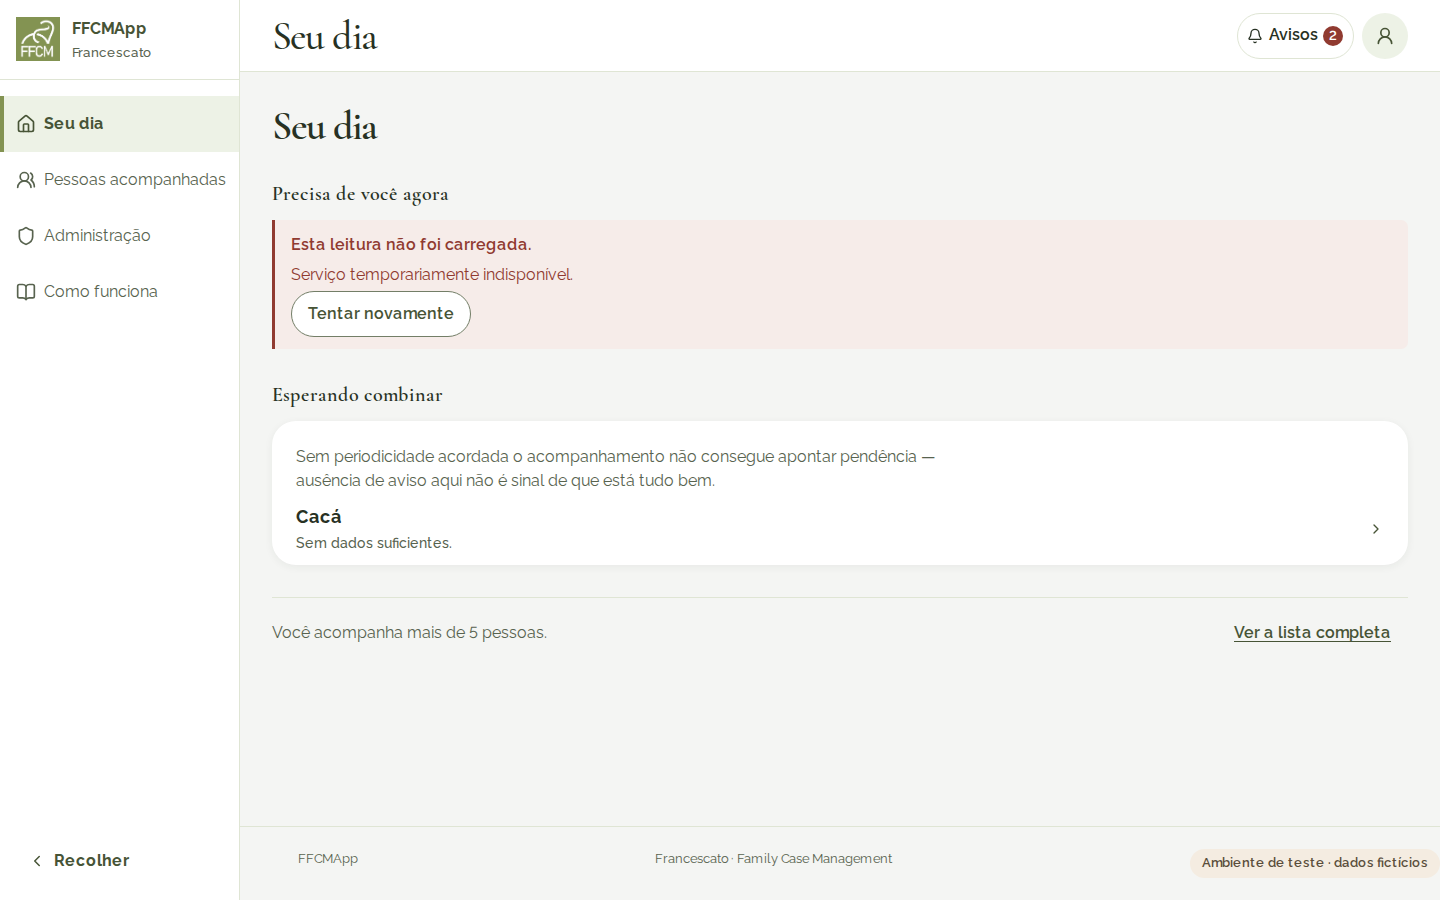 FFCM
FFCMApp
Francescato
Seu dia
Pessoas acompanhadas
Administração
Como funciona
Recolher
Seu dia
Avisos 2
Seu dia
Precisa de você agora
Esta leitura não foi carregada.
Serviço temporariamente indisponível.
Tentar novamente
Esperando combinar
Sem periodicidade acordada o acompanhamento não consegue apontar pendência —
ausência de aviso aqui não é sinal de que está tudo bem.
Cacá
Sem dados suficientes.
Você acompanha mais de 5 pessoas.
Ver a lista completa
FFCMApp
Francescato · Family Case Management
Ambiente de teste · dados fictícios